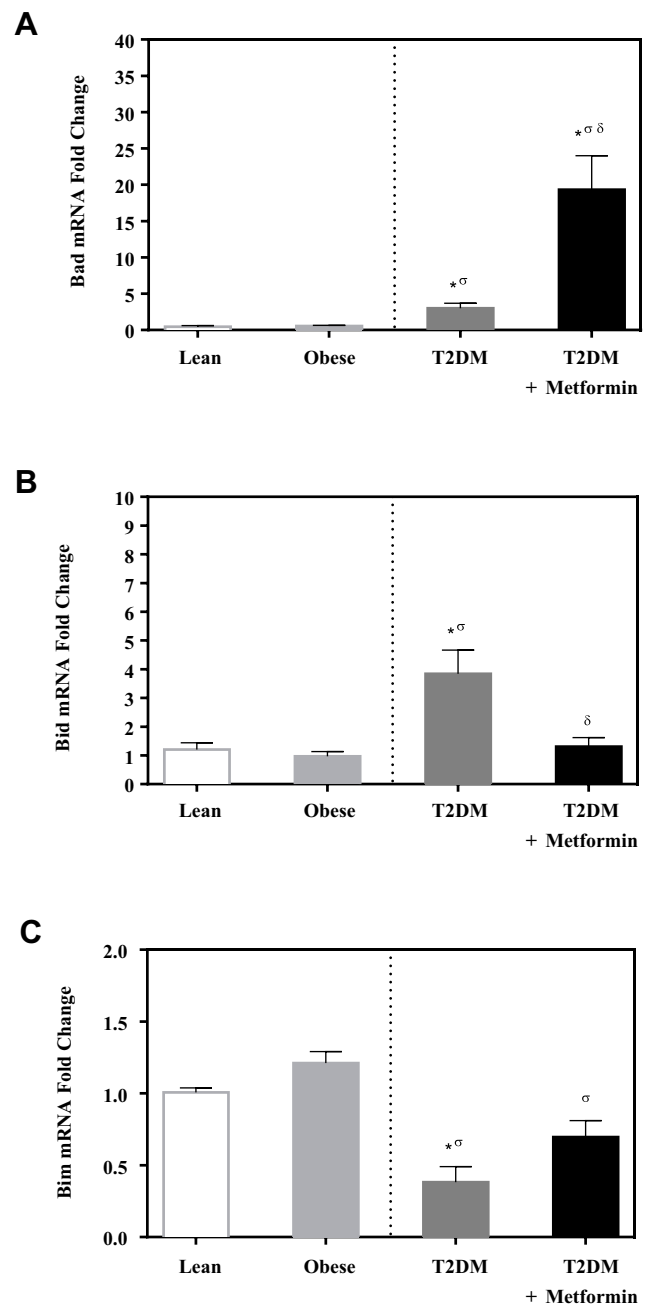 A
Bad mRNA Fold Change
40
35
30
25
20
15
10
5
0
*σ
*σ δ
Lean Obese T2DM T2DM
+ Metformin
B
Bid mRNA Fold Change
10
9
8
7
6
5
4
3
2
1
0
*σ
δ
Lean Obese T2DM T2DM
+ Metformin
C
Bim mRNA Fold Change
2.0
1.5
1.0
0.5
0.0
*σ
σ
Lean Obese T2DM T2DM
+ Metformin